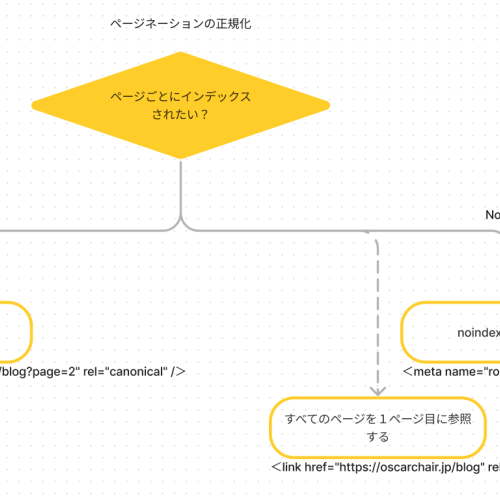 ページネーションの正規化
ページごとにインデックス
されたい？
No
noindex
/blog?page=2" rel="canonical" />
<meta name="ro
すべてのページを１ページ目に参照
する
<link href="https://oscarchair.jp/blog" rel